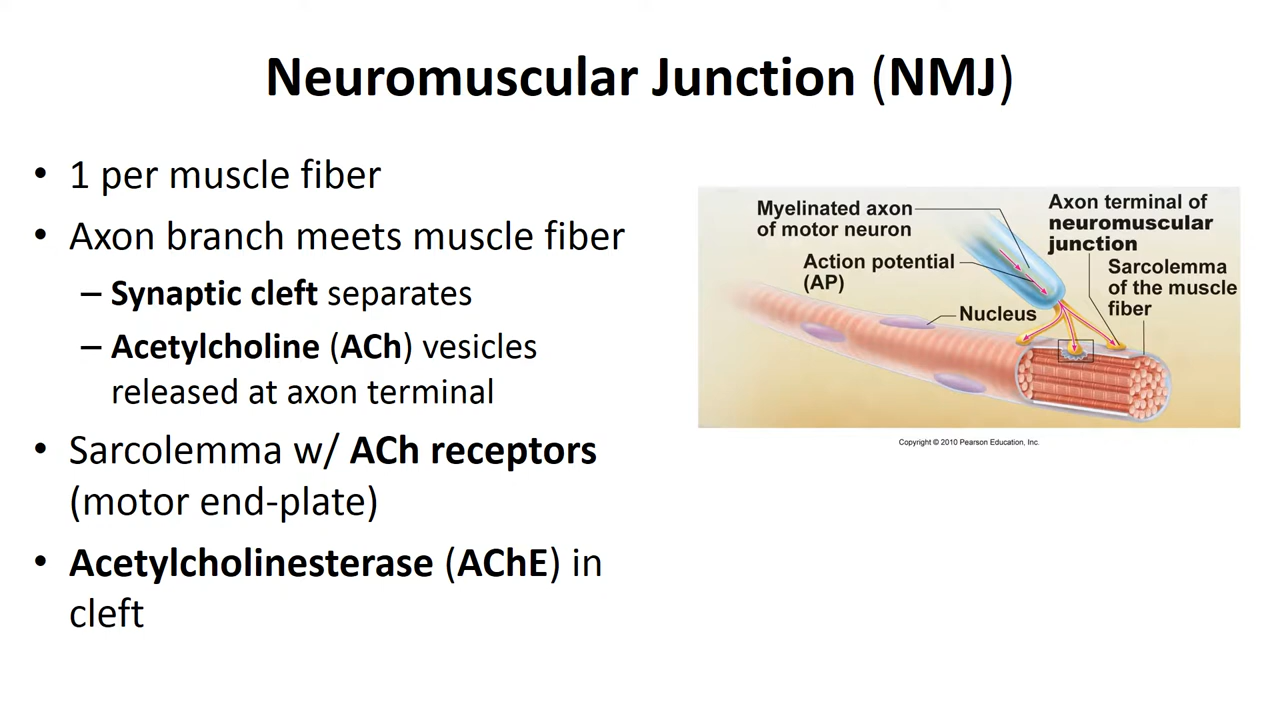 Neuromuscular Junction (NMJ)
• 1 per muscle fiber
• Axon branch meets muscle fiber
– Synaptic cleft separates
– Acetylcholine (ACh) vesicles
released at axon terminal
• Sarcolemma w/ ACh receptors
(motor end-plate)
• Acetylcholinesterase (AChE) in
cleft
Myelinated axon
of motor neuron
Action potential
(AP)
Nucleus
Axon terminal of
neuromuscular
junction
Sarcolemma
of the muscle
fiber
Copyright © 2010 Pearson Education, Inc.